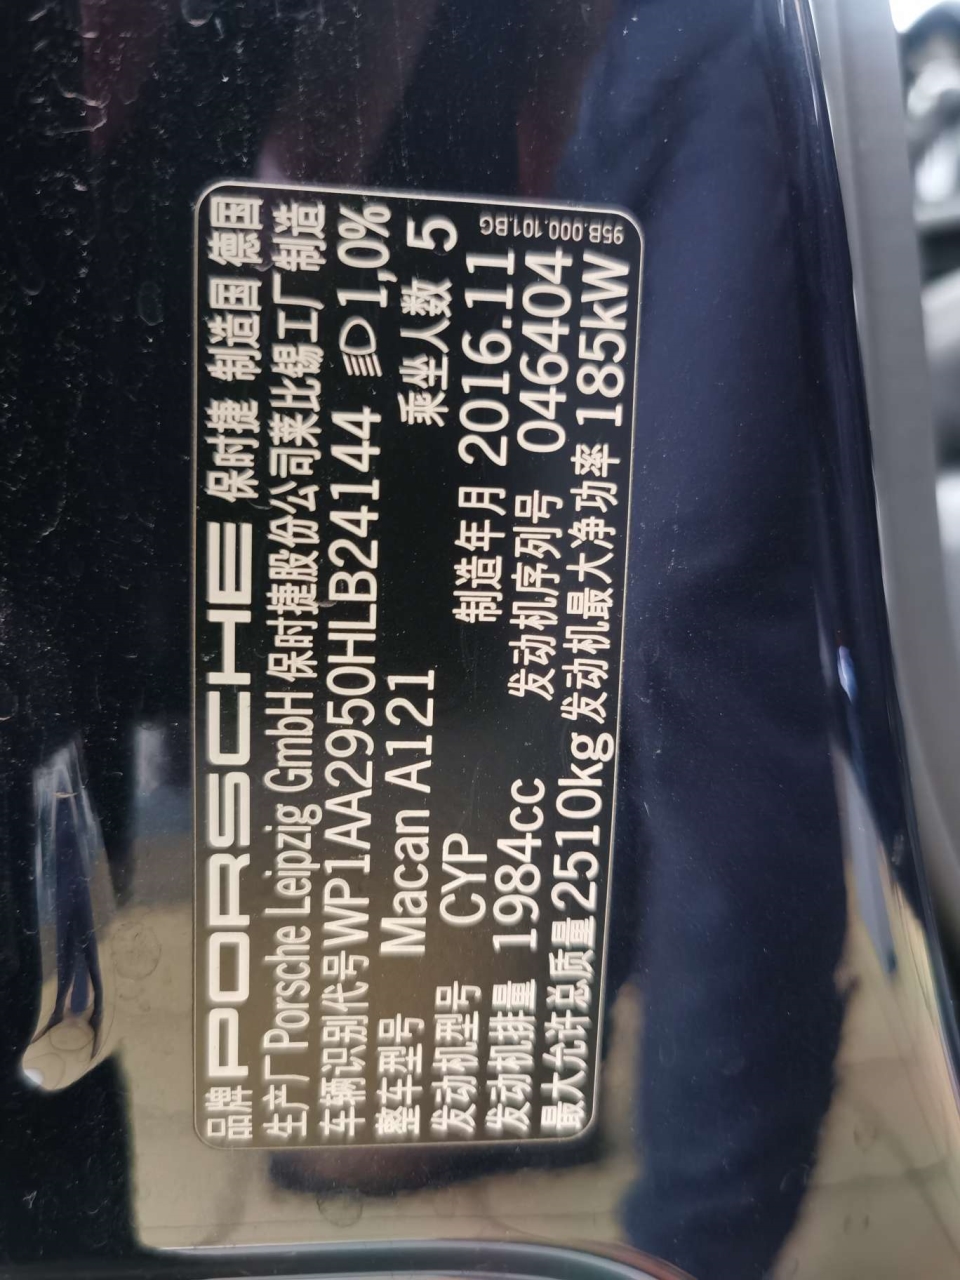 品牌 PORSCHE 保时捷 制造国 德国
生产厂 Porsche Leipzig GmbH 保时捷股份公司莱比锡工厂制造
车辆识别代号 WP1AA2950HLB24144 1,0%
整车型号 Macan A121 乘坐人数 5
发动机型号 CYP 制造年月 2016.11
发动机排量 1984cc 发动机序列号 046404
最大允许总质量 2510kg 发动机最大净功率 185kW
95B.000.101.BG